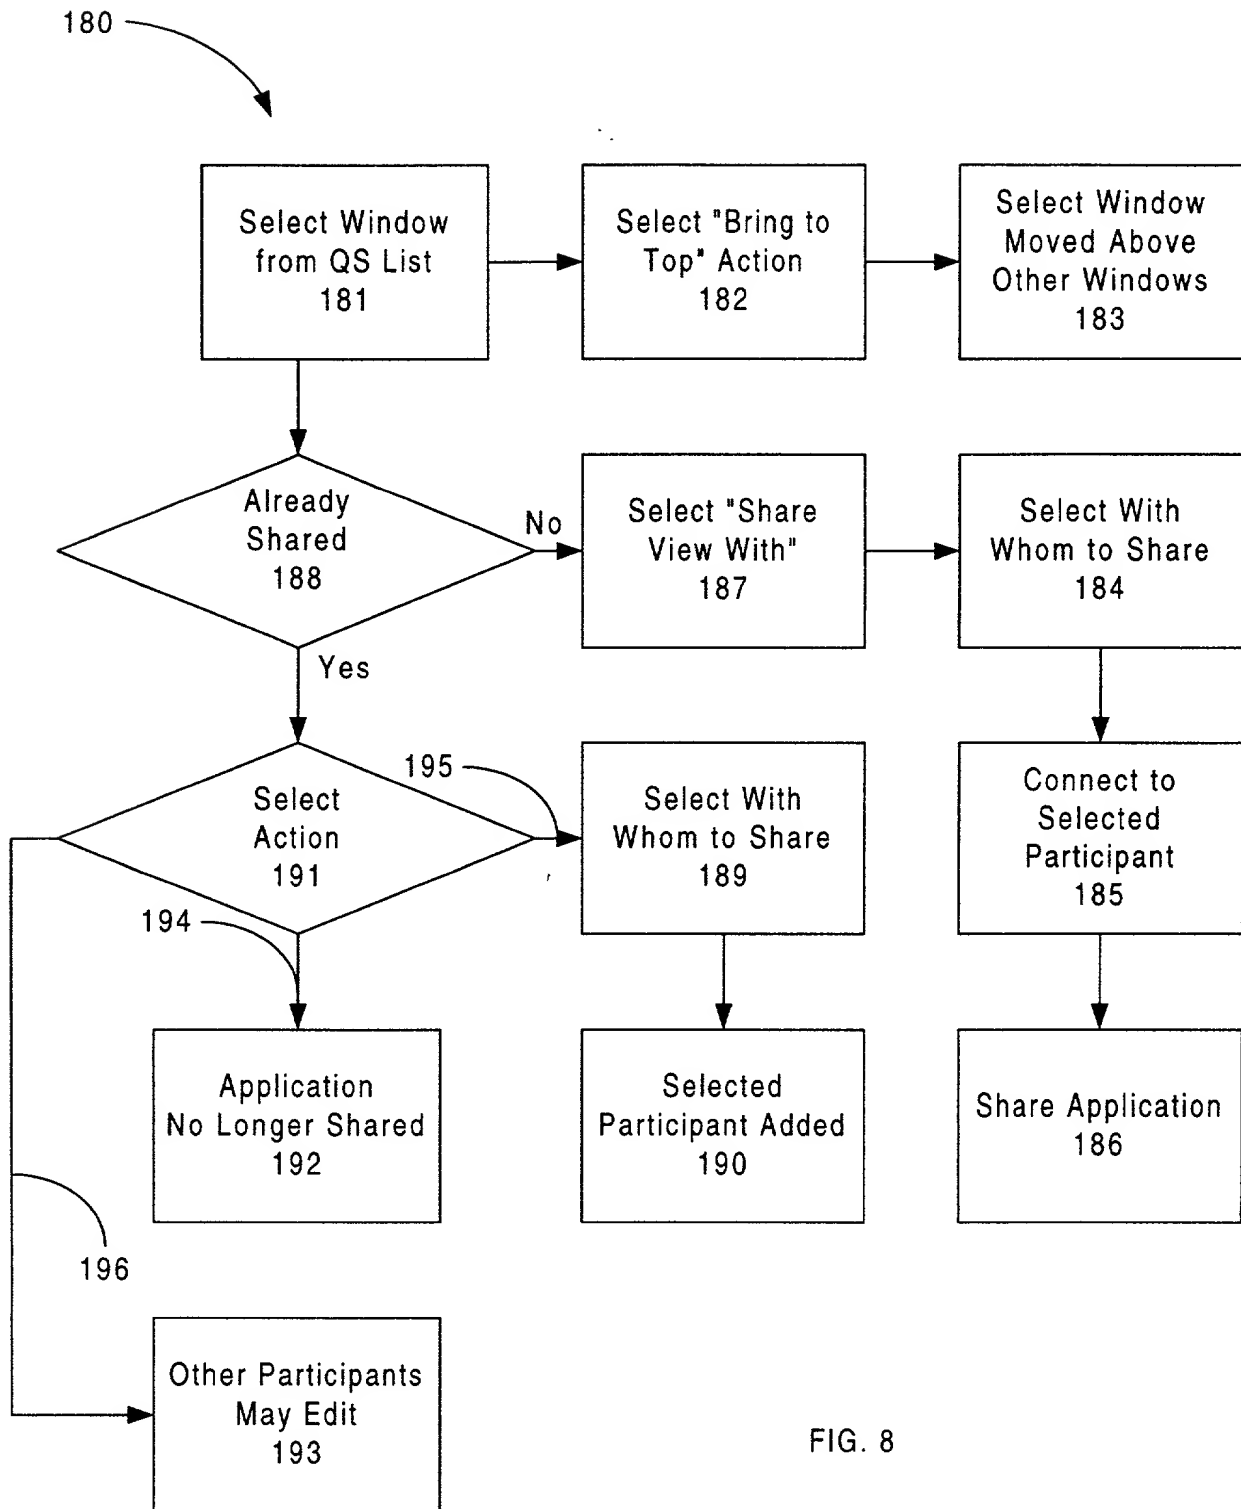 180
Select Window
from QS List
181
Select "Bring to
Top" Action
182
Select Window
Moved Above
Other Windows
183
Already
Shared
188
No
Select "Share
View With"
187
Select With
Whom to Share
184
Yes
Select
Action
191
195
Select With
Whom to Share
189
Connect to
Selected
Participant
185
194
Application
No Longer Shared
192
Selected
Participant Added
190
Share Application
186
196
Other Participants
May Edit
193
FIG. 8